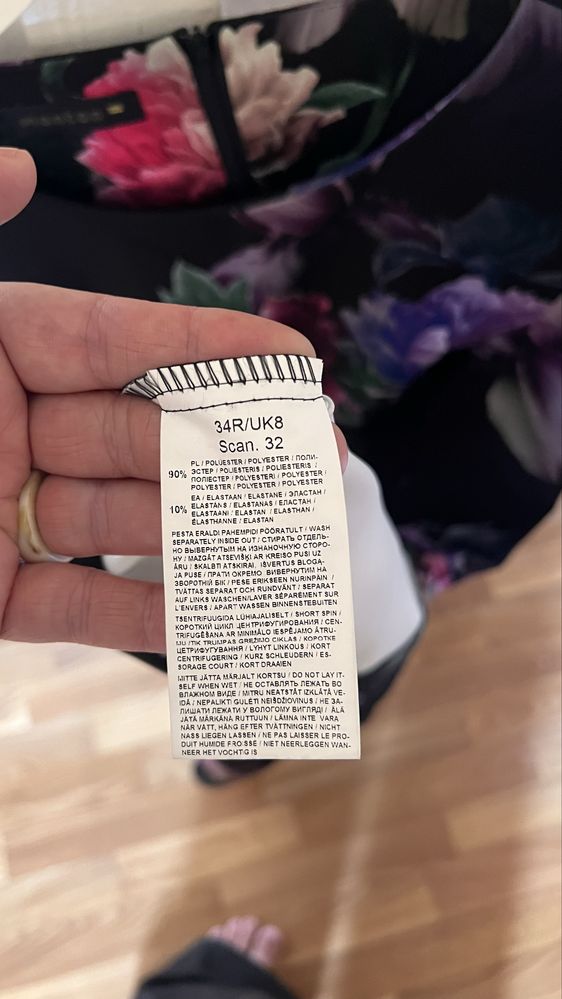 monton
34R/UK8
Scan. 32
90% PL / POLÜESTER / POLYESTER / ПОЛИ-
ЭСТЕР / POLIESTERIS / POLIESTERIS /
ПОЛІЕСТЕР / POLYESTERI / POLYESTER /
POLYESTER / POLYESTER / POLYESTER
10% EA / ELASTAAN / ELASTANE / ЭЛАСТАН /
ELASTĀNS / ELASTANAS / ЕЛАСТАН /
ELASTAANI / ELASTAN / ELASTHAN /
ÉLASTHANNE / ELASTAN
PESTA ERALDI PAHEMPIDI PÖÖRATULT / WASH
SEPARATELY INSIDE OUT / СТИРАТЬ ОТДЕЛЬ-
НО ВЫВЕРНУТЫМ НА ИЗНАНОЧНУЮ СТОРО-
НУ / MAZGĀT ATSEVIŠĶI AR KREISO PUSI UZ
ĀRU / SKALBTI ATSKIRAI, IŠVERTUS BLOGĄ-
JA PUSE / ПРАТИ ОКРЕМО ВИВЕРНУТИМ НА
ЗВОРОТНІЙ БІК / PESE ERIKSEEN NURINPÄIN /
TVÄTTAS SEPARAT OCH RUNDVÄNT / SEPARAT
AUF LINKS WASCHEN/LAVER SÉPARÉMENT SUR
L'ENVERS / APART WASSEN BINNENSTEBUITEN
TSENTRIFUUGIDA LÜHIAJALISELT / SHORT SPIN /
КОРОТКИЙ ЦИКЛ ЦЕНТРИФУГИРОВАНИЯ / CEN-
TRIFUGĒŠANA AR MINIMĀLO IESPĒJAMO ĀTRU-
MU /TIK TRUMPAS GRĘŽIMO CIKLAS / КОРОТКЕ
ЦЕТРИФУГУВАННЯ / LYHYT LINKOUS / KORT
CENTRIFUGERING / KURZ SCHLEUDERN / ES-
SORAGE COURT / KORT DRAAIEN
MITTE JÄTTA MÄRJALT KORTSU / DO NOT LAY IT-
SELF WHEN WET / НЕ ОСТАВЛЯТЬ ЛЕЖАТЬ ВО
ВЛАЖНОМ ВИДЕ / MITRU NEATSTĀT IZKLĀTĀ VE-
IDĀ / NEPALIKTI GULĖTI NEIŠDŽIOVINUS / НЕ ЗА-
ЛИШАТИ ЛЕЖАТИ У ВОЛОГОМУ ВИГЛЯДІ / ÄLÄ
JÄTÄ MÄRKÄNÄ RUTTUUN / LÄMNA INTE VARA
NÄR VÅTT, HÄNG EFTER TVÄTTNINGEN / NICHT
NASS LIEGEN LASSEN / NE PAS LAISSER LE PRO-
DUIT HUMIDE FROISSÉ / NIET NEERLEGGEN WAN-
NEER HET VOCHTIG IS